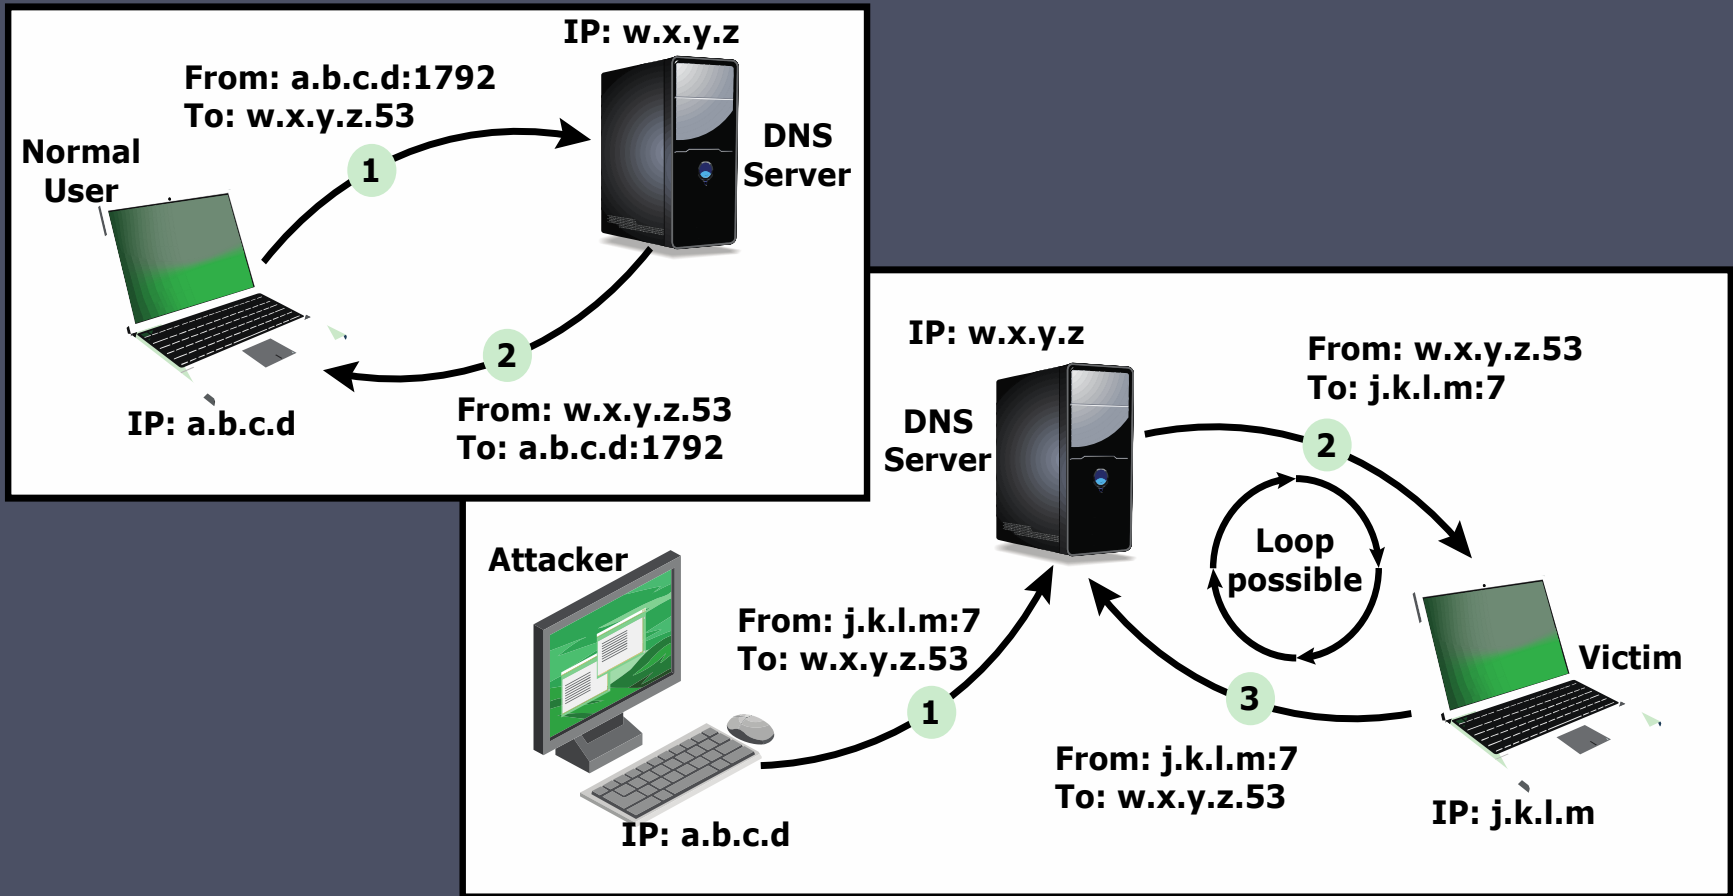 IP: w.x.y.z
From: a.b.c.d:1792
To: w.x.y.z.53
Normal
User
1
DNS
Server
2
IP: a.b.c.d
From: w.x.y.z.53
To: a.b.c.d:1792
IP: w.x.y.z
From: w.x.y.z.53
To: j.k.l.m:7
DNS
Server
2
Loop
possible
Attacker
From: j.k.l.m:7
To: w.x.y.z.53
1
Victim
3
From: j.k.l.m:7
To: w.x.y.z.53
IP: a.b.c.d
IP: j.k.l.m